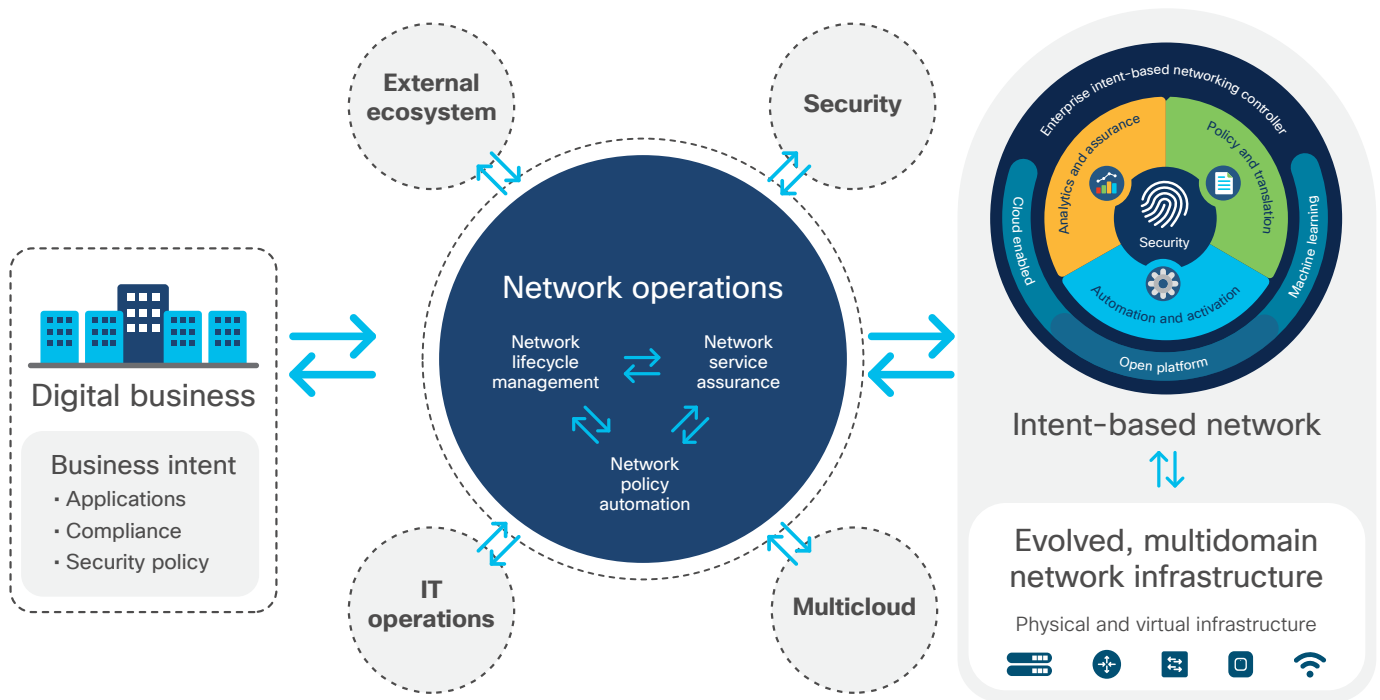 External
ecosystem
Security
Digital business
Business intent
· Applications
· Compliance
· Security policy
Network operations
Network
lifecycle
management
Network
service
assurance
Network
policy
automation
IT
operations
Multicloud
Enterprise intent-based networking controller
Analytics and assurance
Policy and translation
Security
Automation and activation
Cloud enabled
Open platform
Machine learning
Intent-based network
Evolved, multidomain
network infrastructure
Physical and virtual infrastructure